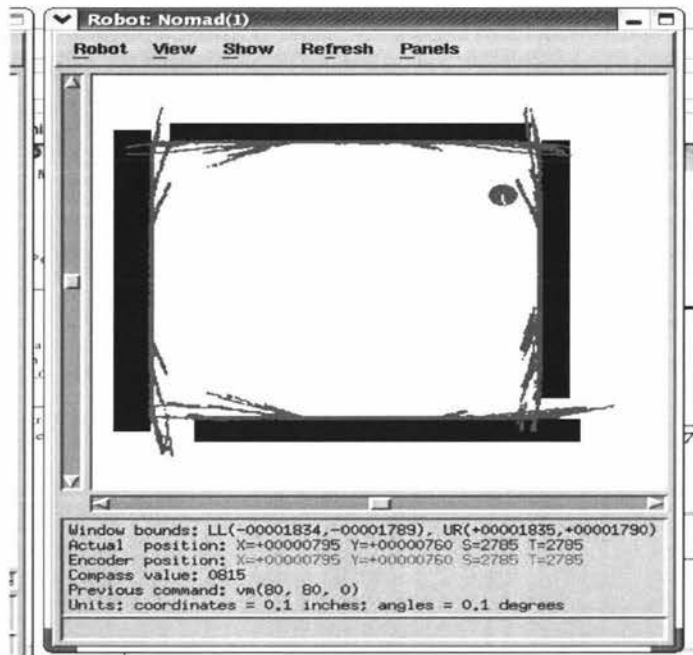 Robot: Nomad(1)
Robot View Show Refresh Panels
Window bounds: LL(-00001834,-00001789), UR(+00001835,+00001790)
Actual position: X=+00000795 Y=+00000760 S=2785 T=2785
Encoder position: X=+00000795 Y=+00000760 S=2785 T=2785
Compass value: 0815
Previous command: vm(80, 80, 0)
Units: coordinates = 0.1 inches; angles = 0.1 degrees